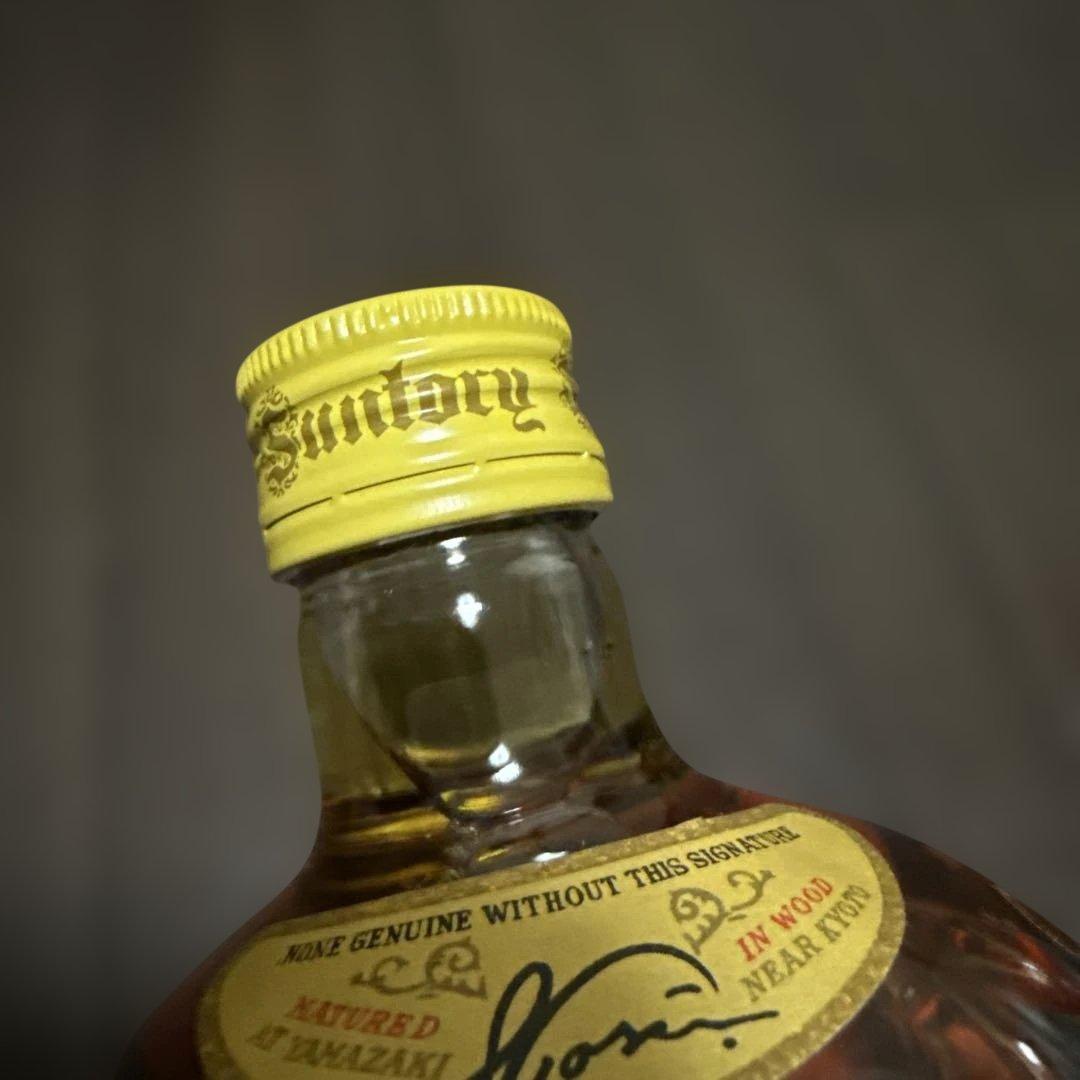 Suntory
NONE GENUINE WITHOUT THIS SIGNATURE
MATURED
AT YAMAZAKI
IN WOOD
NEAR KYOTO